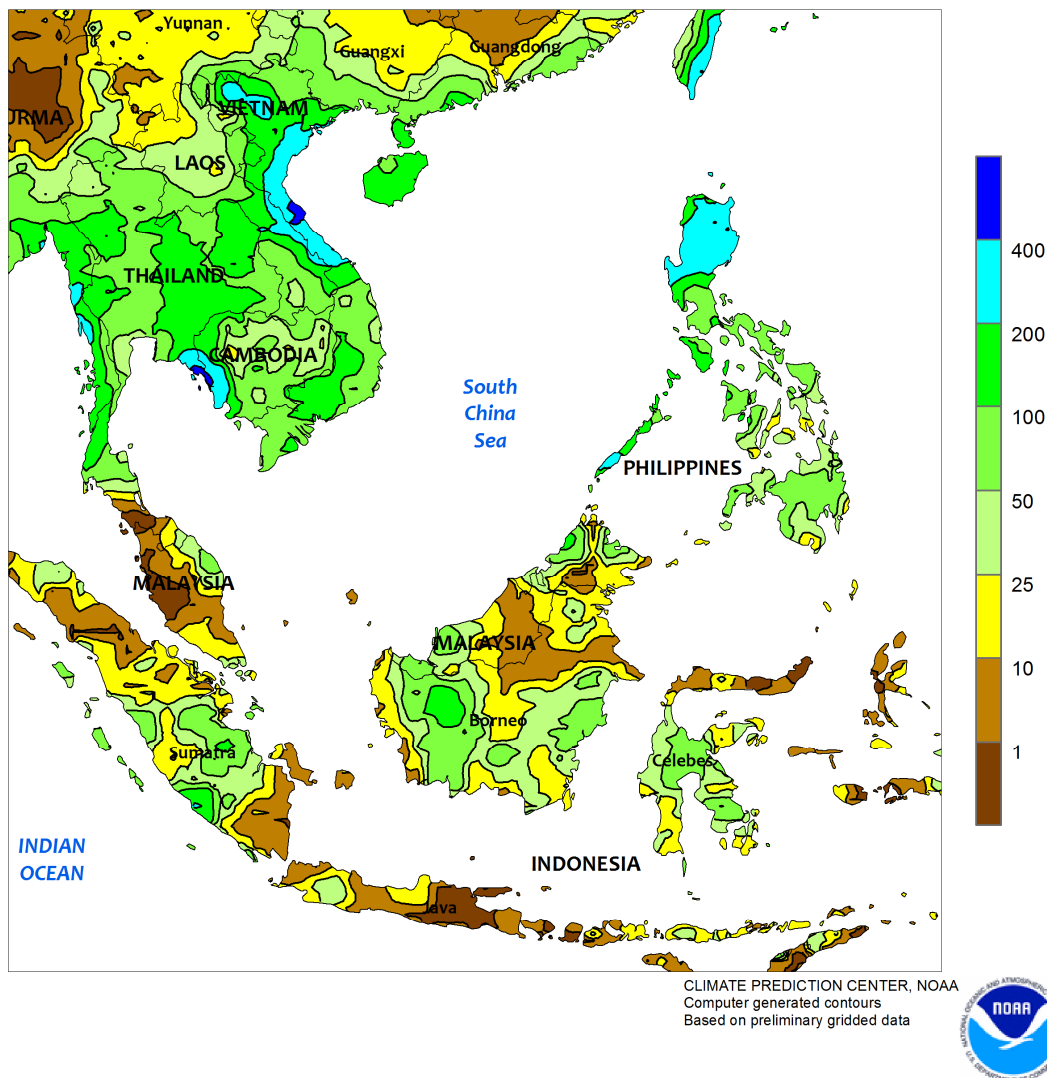 Yunnan
Guangxi
Guangdong
URMA
VIETNAM
LAOS
THAILAND
400
200
CAMBODIA
South
China
Sea
100
PHILIPPINES
50
MALAYSIA
25
MALAYSIA
10
Borneo
Sumatra
Celebes
1
INDIAN
OCEAN
INDONESIA
Java
CLIMATE PREDICTION CENTER, NOAA
Computer generated contours
Based on preliminary gridded data
NOAA